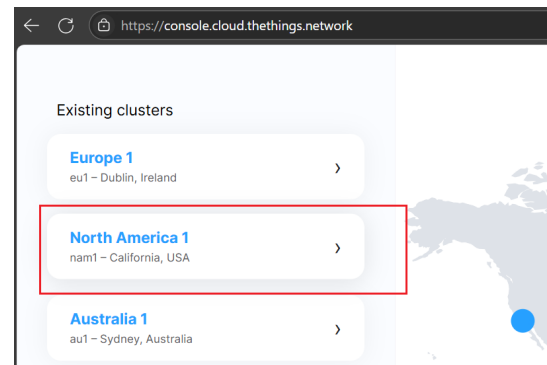 https://console.cloud.thethings.network
Existing clusters
Europe 1
eu1 – Dublin, Ireland
North America 1
nam1 – California, USA
Australia 1
au1 – Sydney, Australia